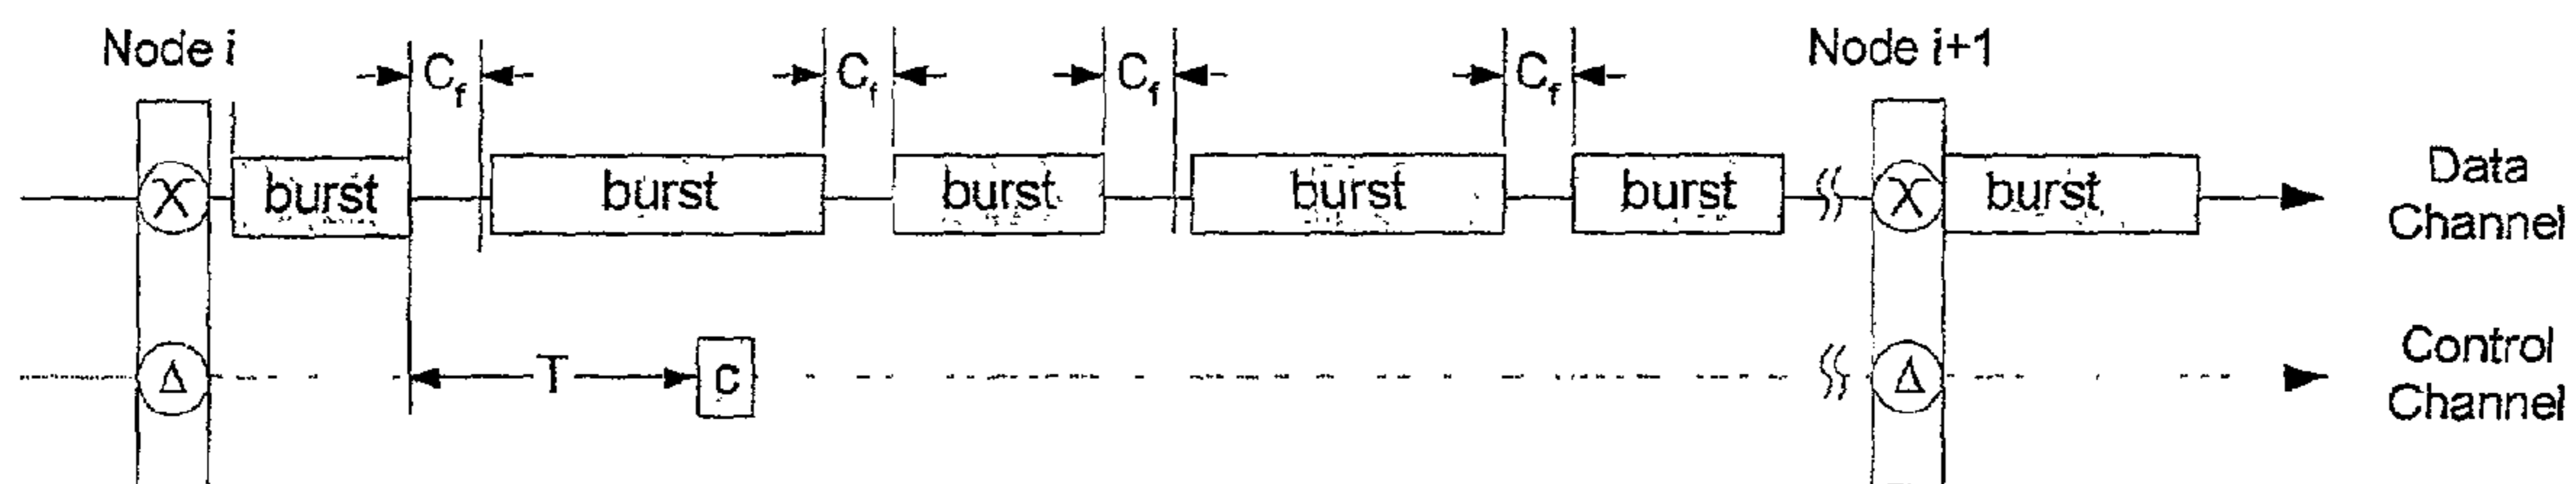 Node i
C_f
C_f
C_f
C_f
Node i+1
X
burst
burst
burst
burst
burst
X
burst
Data
Channel
Δ
T
c
Δ
Control
Channel